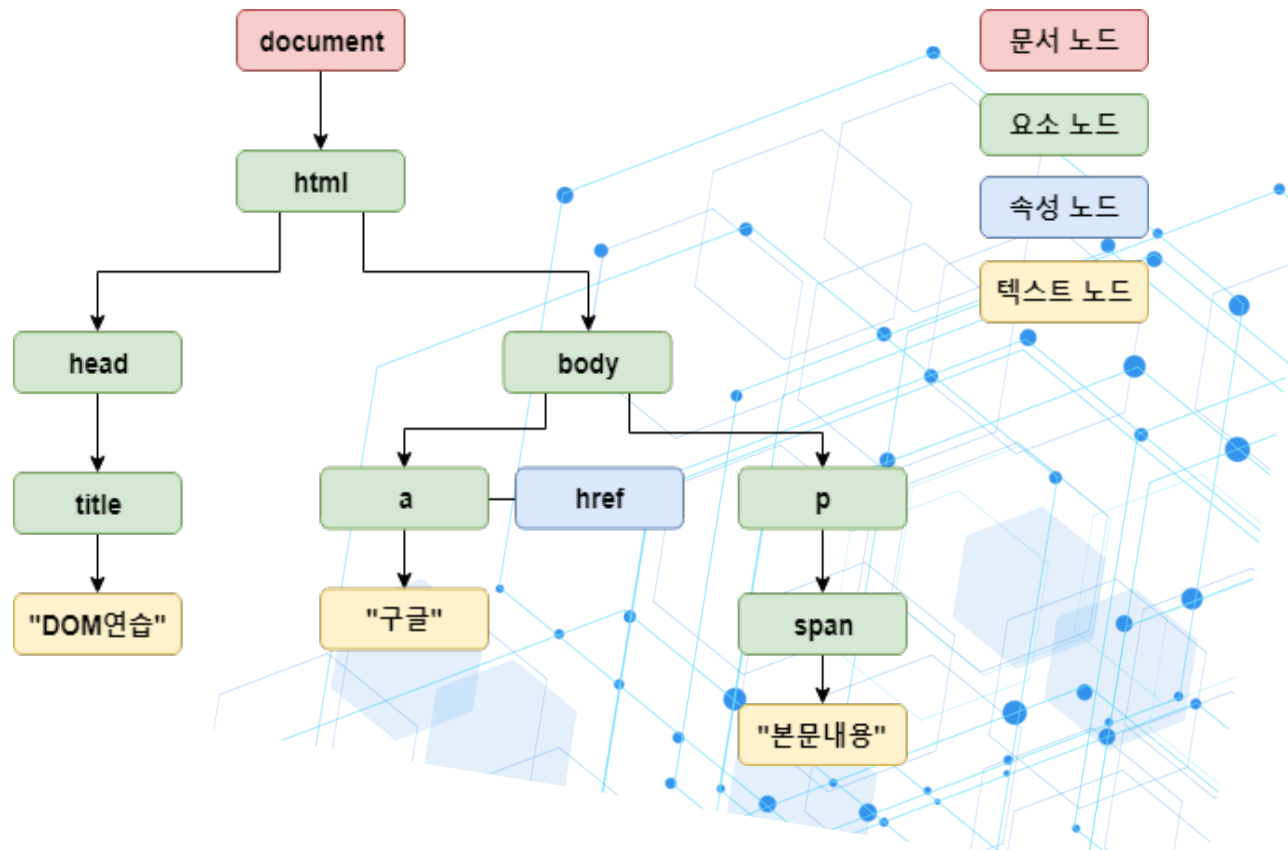 document
문서 노드
요소 노드
html
속성 노드
텍스트 노드
head
body
title
a
href
p
"DOM연습"
"구글"
span
"본문내용"